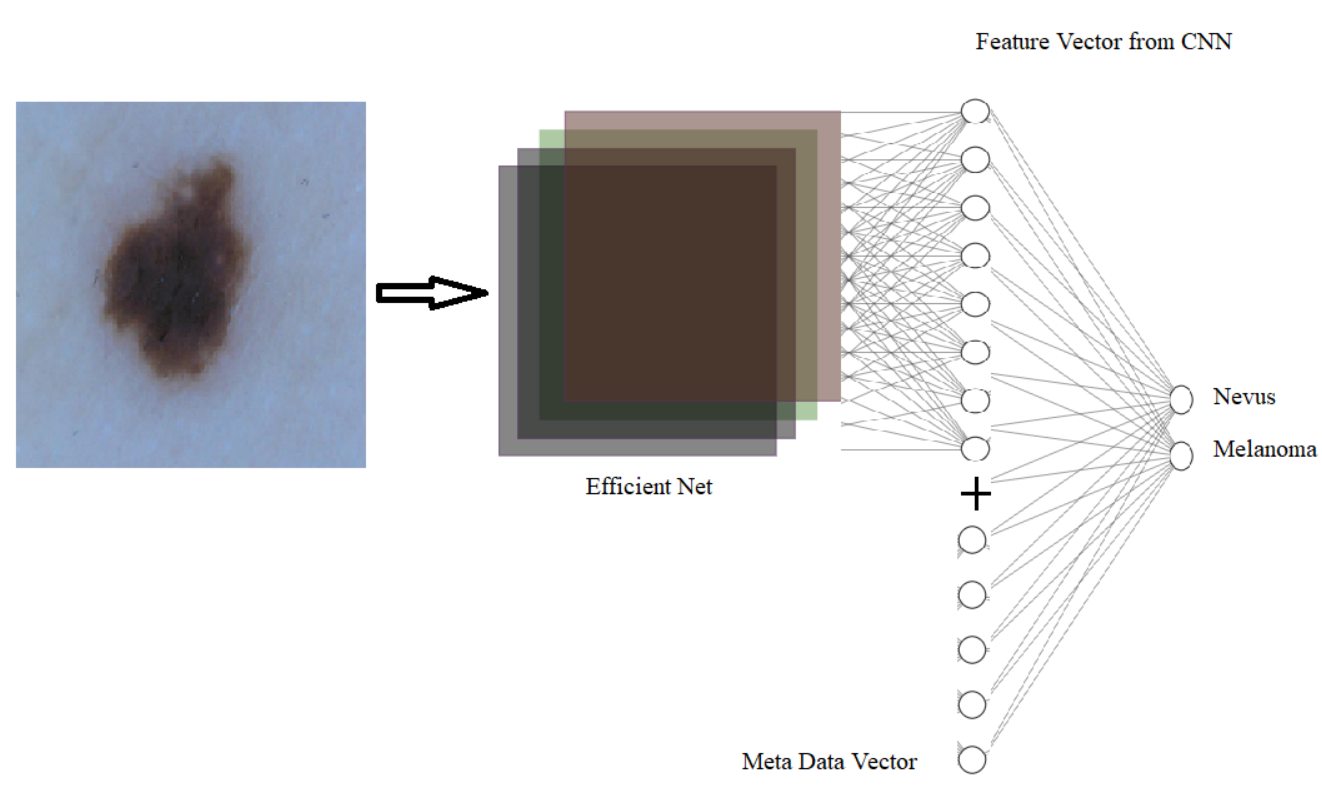 Feature Vector from CNN
Efficient Net
Nevus
Melanoma
+
Meta Data Vector